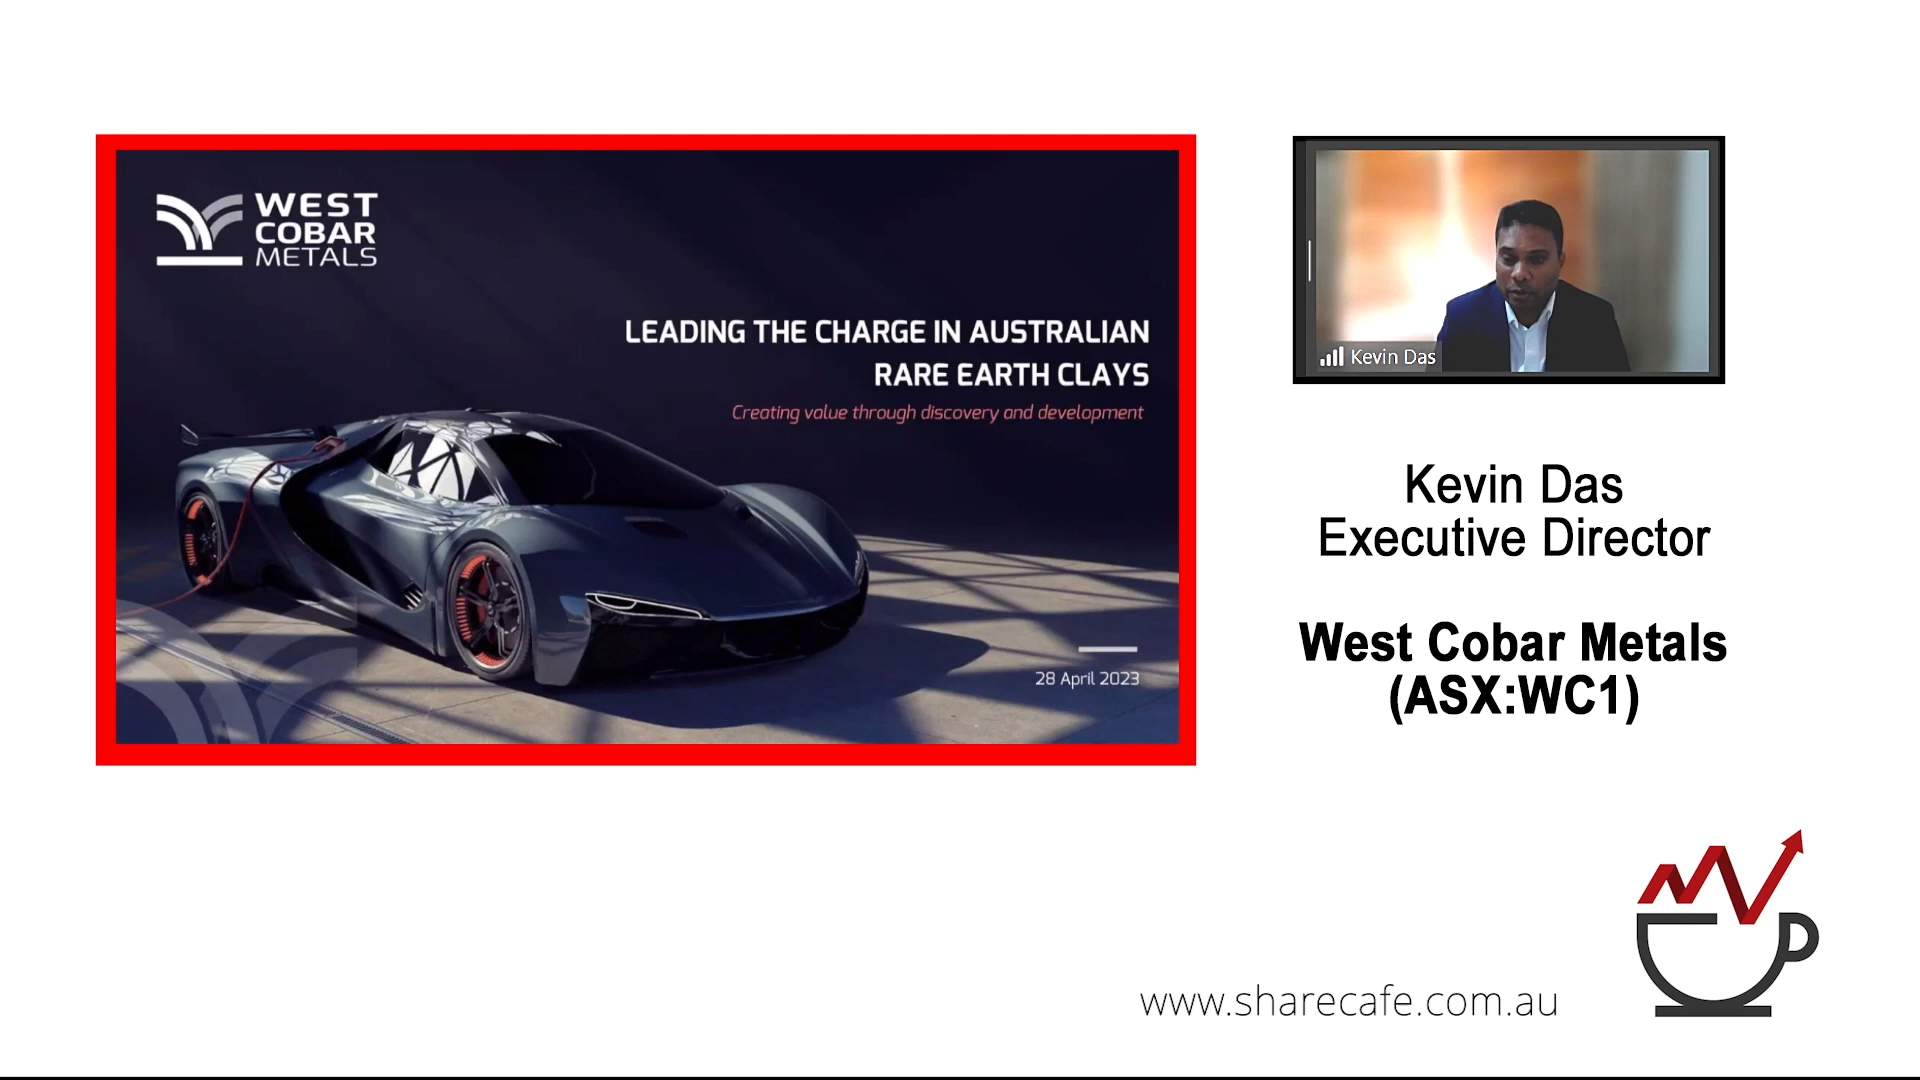 WEST
COBAR
METALS
LEADING THE CHARGE IN AUSTRALIAN
RARE EARTH CLAYS
Creating value through discovery and development
28 April 2023
Kevin Das
Kevin Das
Executive Director
West Cobar Metals
(ASX:WC1)
www.sharecafe.com.au